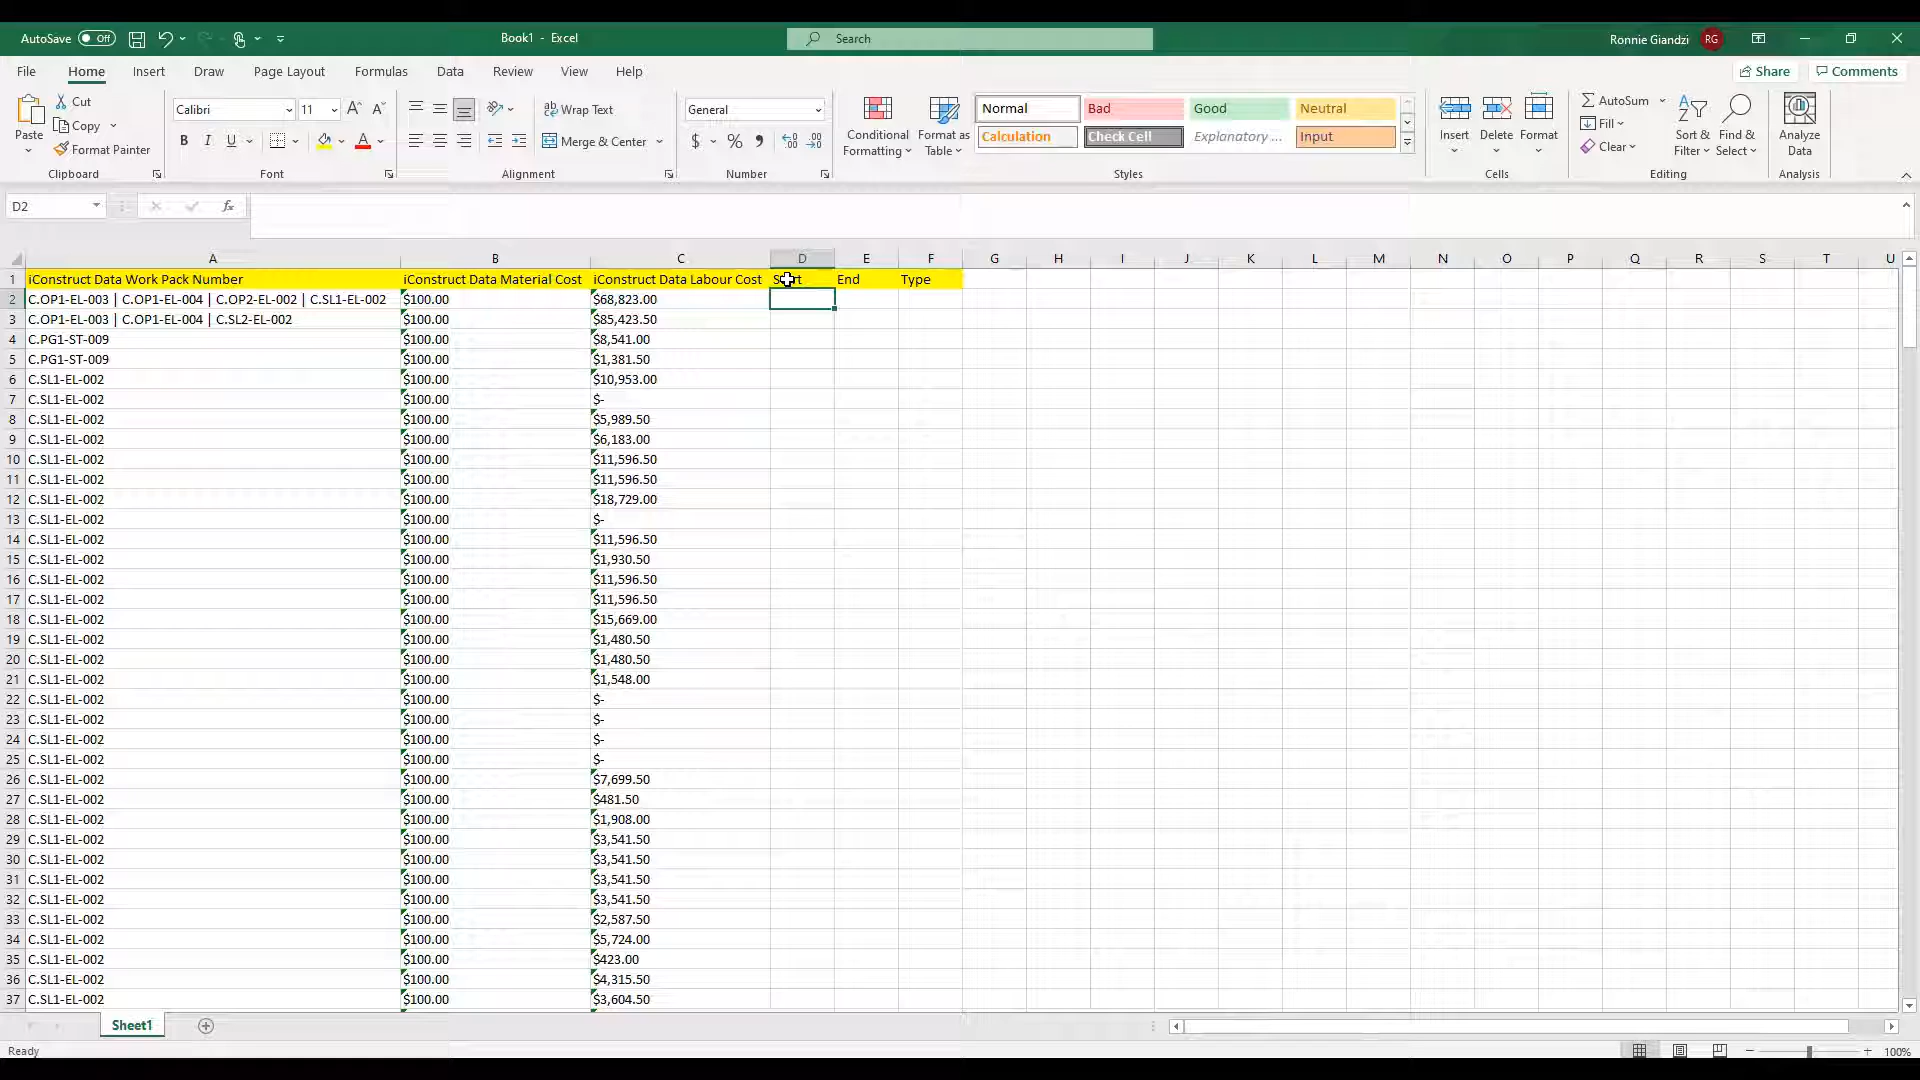 AutoSave Off Book1 - Excel Search Ronnie Giandzi RG
File Home Insert Draw Page Layout Formulas Data Review View Help Share Comments
Paste Cut Copy Format Painter Clipboard
Calibri 11 A A B I U A Font
Wrap Text Merge & Center Alignment
General $ % Number
Conditional Formatting Format as Table
Normal Bad Good Neutral
Calculation Check Cell Explanatory ... Input
Styles
Insert Delete Format Cells
AutoSum Fill Clear Sort & Filter Find & Select Editing
Analyze Data Analysis
D2 fx
A B C D E F G H I J K L M N O P Q R S T U
1 iConstruct Data Work Pack Number iConstruct Data Material Cost iConstruct Data Labour Cost Start End Type
2 C.OP1-EL-003 | C.OP1-EL-004 | C.OP2-EL-002 | C.SL1-EL-002 $100.00 $68,823.00
3 C.OP1-EL-003 | C.OP1-EL-004 | C.SL2-EL-002 $100.00 $85,423.50
4 C.PG1-ST-009 $100.00 $8,541.00
5 C.PG1-ST-009 $100.00 $1,381.50
6 C.SL1-EL-002 $100.00 $10,953.00
7 C.SL1-EL-002 $100.00 $-
8 C.SL1-EL-002 $100.00 $5,989.50
9 C.SL1-EL-002 $100.00 $6,183.00
10 C.SL1-EL-002 $100.00 $11,596.50
11 C.SL1-EL-002 $100.00 $11,596.50
12 C.SL1-EL-002 $100.00 $18,729.00
13 C.SL1-EL-002 $100.00 $-
14 C.SL1-EL-002 $100.00 $11,596.50
15 C.SL1-EL-002 $100.00 $1,930.50
16 C.SL1-EL-002 $100.00 $11,596.50
17 C.SL1-EL-002 $100.00 $11,596.50
18 C.SL1-EL-002 $100.00 $15,669.00
19 C.SL1-EL-002 $100.00 $1,480.50
20 C.SL1-EL-002 $100.00 $1,480.50
21 C.SL1-EL-002 $100.00 $1,548.00
22 C.SL1-EL-002 $100.00 $-
23 C.SL1-EL-002 $100.00 $-
24 C.SL1-EL-002 $100.00 $-
25 C.SL1-EL-002 $100.00 $-
26 C.SL1-EL-002 $100.00 $7,699.50
27 C.SL1-EL-002 $100.00 $481.50
28 C.SL1-EL-002 $100.00 $1,908.00
29 C.SL1-EL-002 $100.00 $3,541.50
30 C.SL1-EL-002 $100.00 $3,541.50
31 C.SL1-EL-002 $100.00 $3,541.50
32 C.SL1-EL-002 $100.00 $3,541.50
33 C.SL1-EL-002 $100.00 $2,587.50
34 C.SL1-EL-002 $100.00 $5,724.00
35 C.SL1-EL-002 $100.00 $423.00
36 C.SL1-EL-002 $100.00 $4,315.50
37 C.SL1-EL-002 $100.00 $3,604.50
Sheet1
Ready 100%